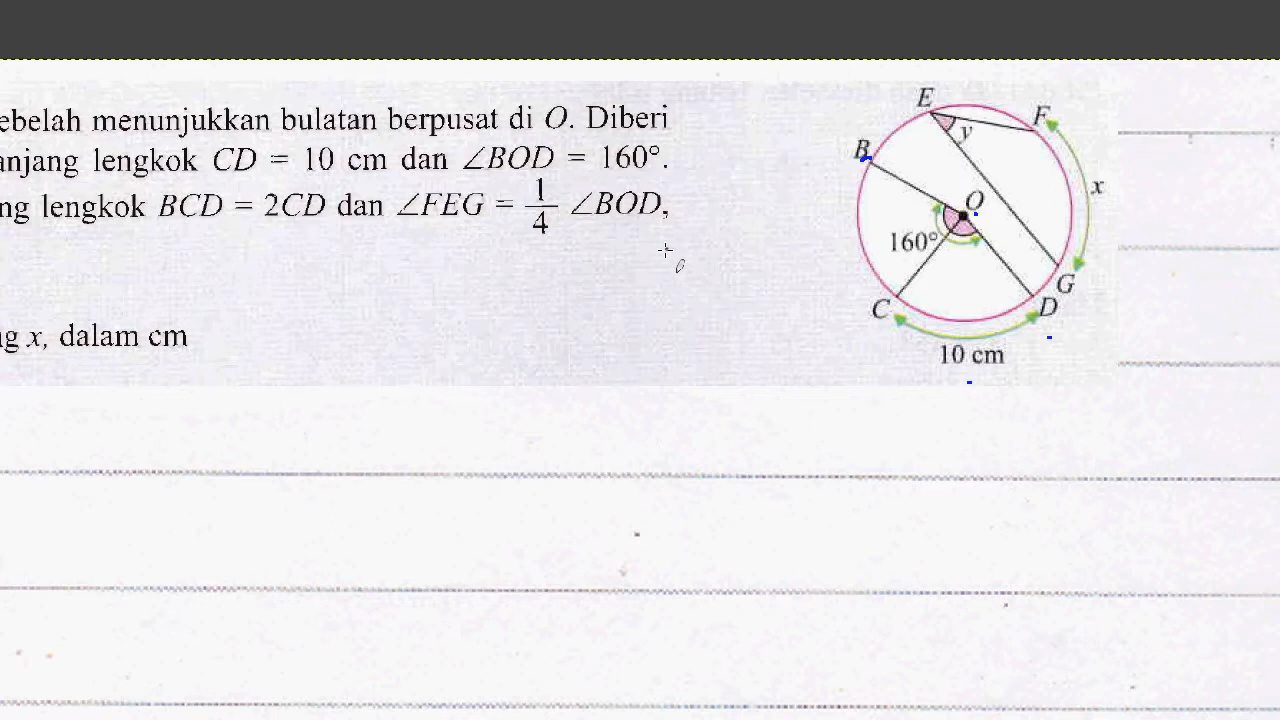 ebelah menunjukkan bulatan berpusat di O. Diberi
anjang lengkok CD = 10 cm dan ∠BOD = 160°.
ng lengkok BCD = 2CD dan ∠FEG = 1/4 ∠BOD,
g x, dalam cm
E
F
y
B
x
O
160°
G
C
D
10 cm